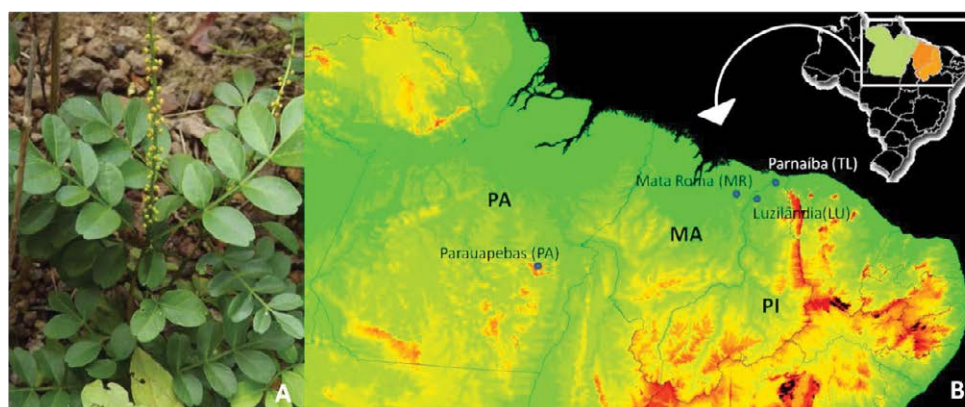 A
Parnaíba (TL)
Mata Roma (MR)
PA
Luzilândia(LU)
MA
Parauapebas (PA)
PI
B